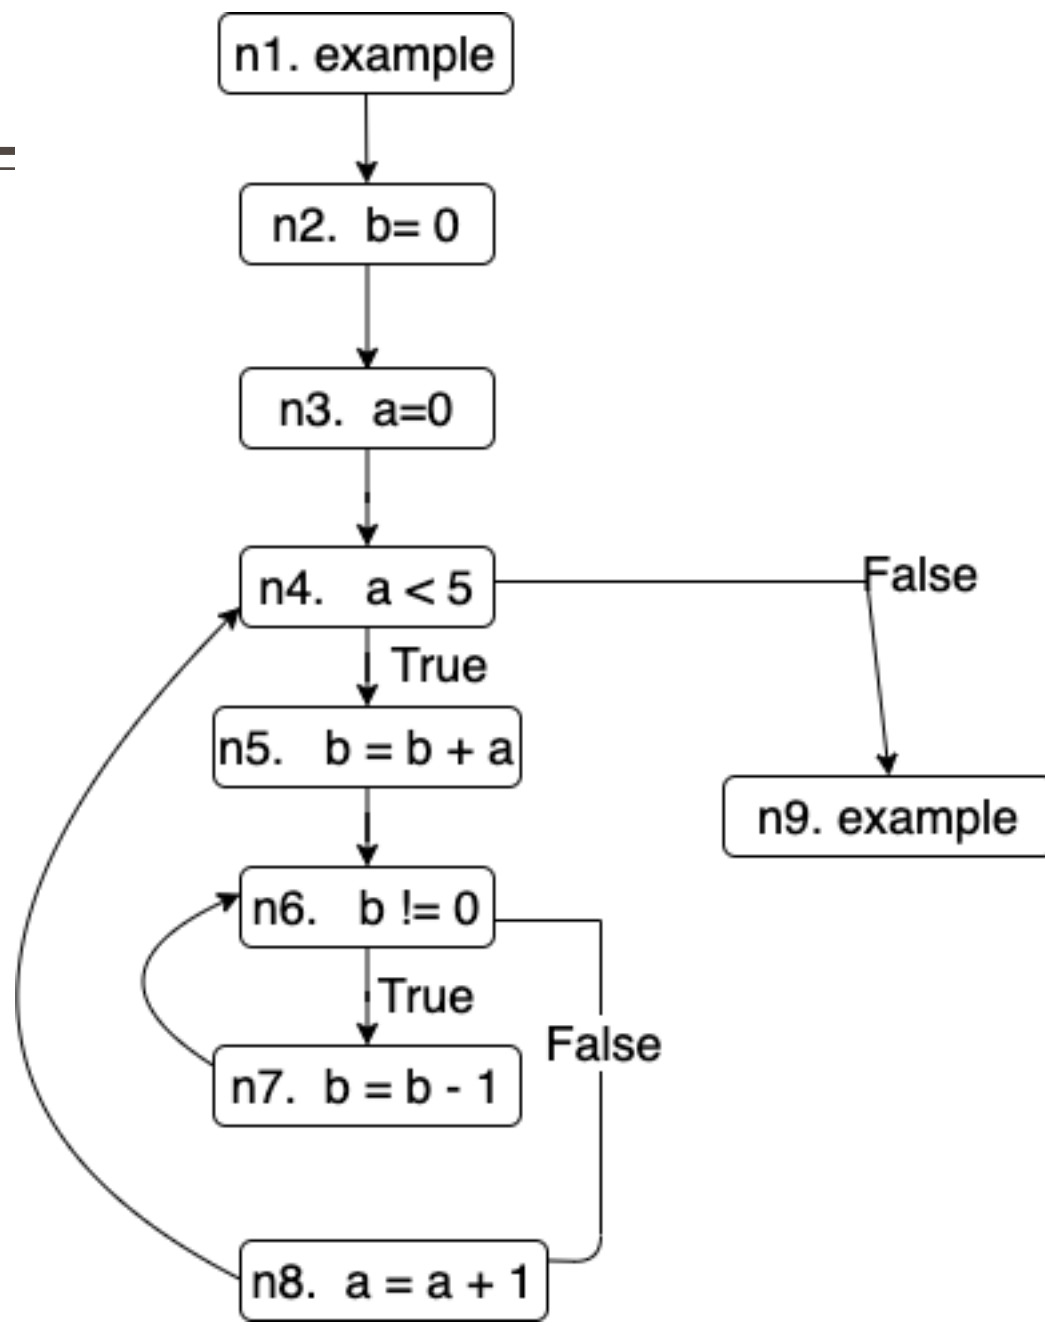 n1. example
n2. b= 0
n3. a=0
n4. a < 5
False
True
n5. b = b + a
n9. example
n6. b != 0
True
False
n7. b = b - 1
n8. a = a + 1